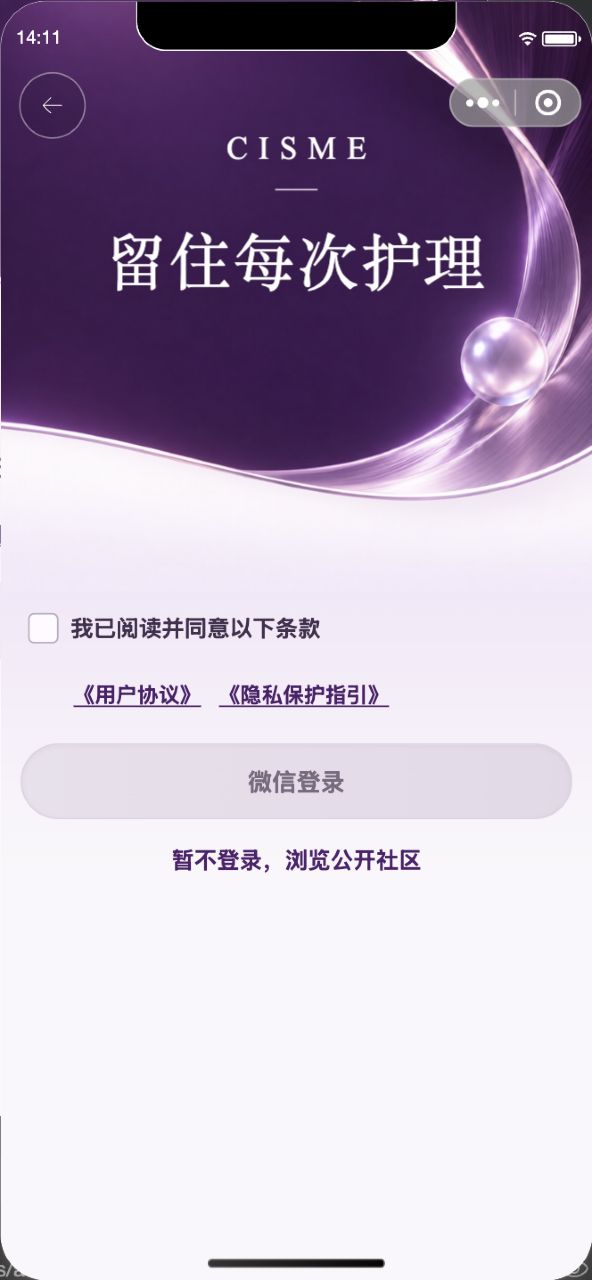 14:11
CISME
留住每次护理
我已阅读并同意以下条款
《用户协议》 《隐私保护指引》
微信登录
暂不登录，浏览公开社区